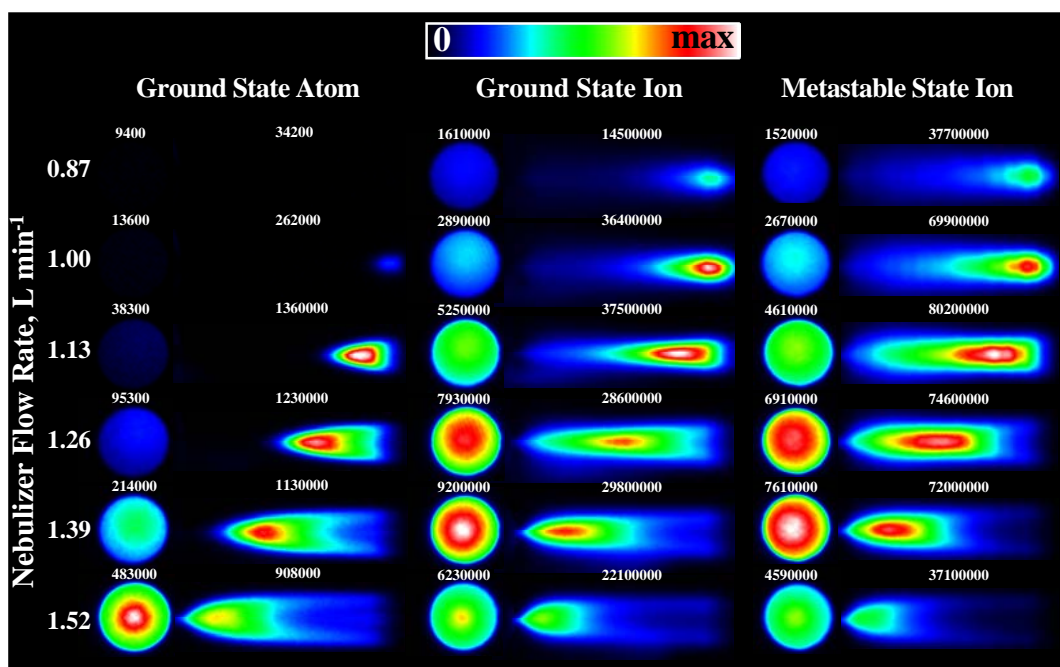 0 max
Ground State Atom Ground State Ion Metastable State Ion
9400 34200 1610000 14500000 1520000 37700000
0.87
13600 262000 2890000 36400000 2670000 69900000
1.00
38300 1360000 5250000 37500000 4610000 80200000
1.13
95300 1230000 7930000 28600000 6910000 74600000
1.26
214000 1130000 9200000 29800000 7610000 72000000
1.39
483000 908000 6230000 22100000 4590000 37100000
1.52
Nebulizer Flow Rate, L min-1